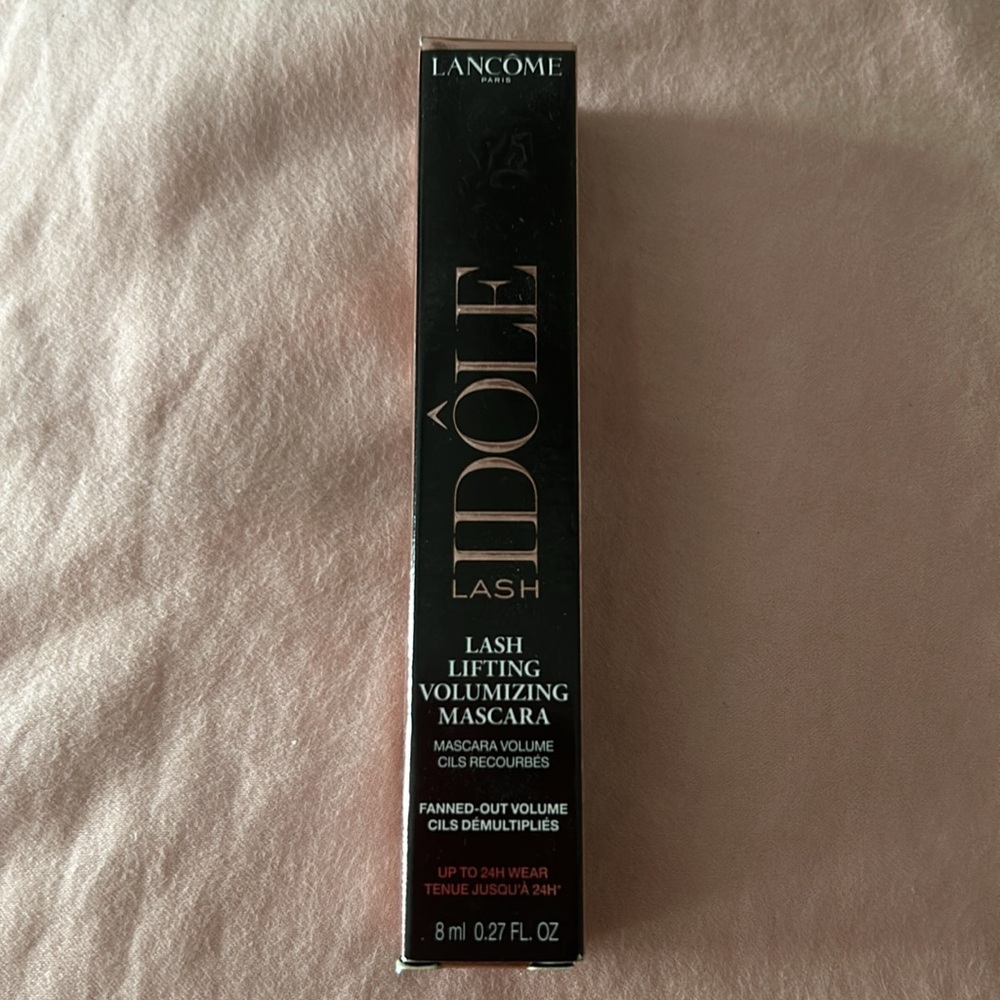 LANCÔME
PARIS
IDÔLE
LASH
LASH
LIFTING
VOLUMIZING
MASCARA
MASCARA VOLUME
CILS RECOURBÉS
FANNED-OUT VOLUME
CILS DÉMULTIPLIÉS
UP TO 24H WEAR
TENUE JUSQU'À 24H*
8 ml 0.27 FL. OZ